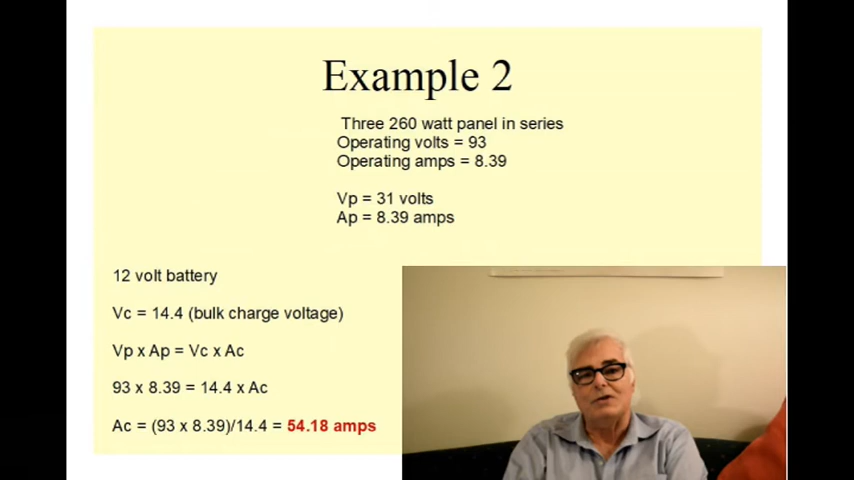 Example 2
Three 260 watt panel in series
Operating volts = 93
Operating amps = 8.39
Vp = 31 volts
Ap = 8.39 amps
12 volt battery
Vc = 14.4 (bulk charge voltage)
Vp x Ap = Vc x Ac
93 x 8.39 = 14.4 x Ac
Ac = (93 x 8.39)/14.4 = 54.18 amps